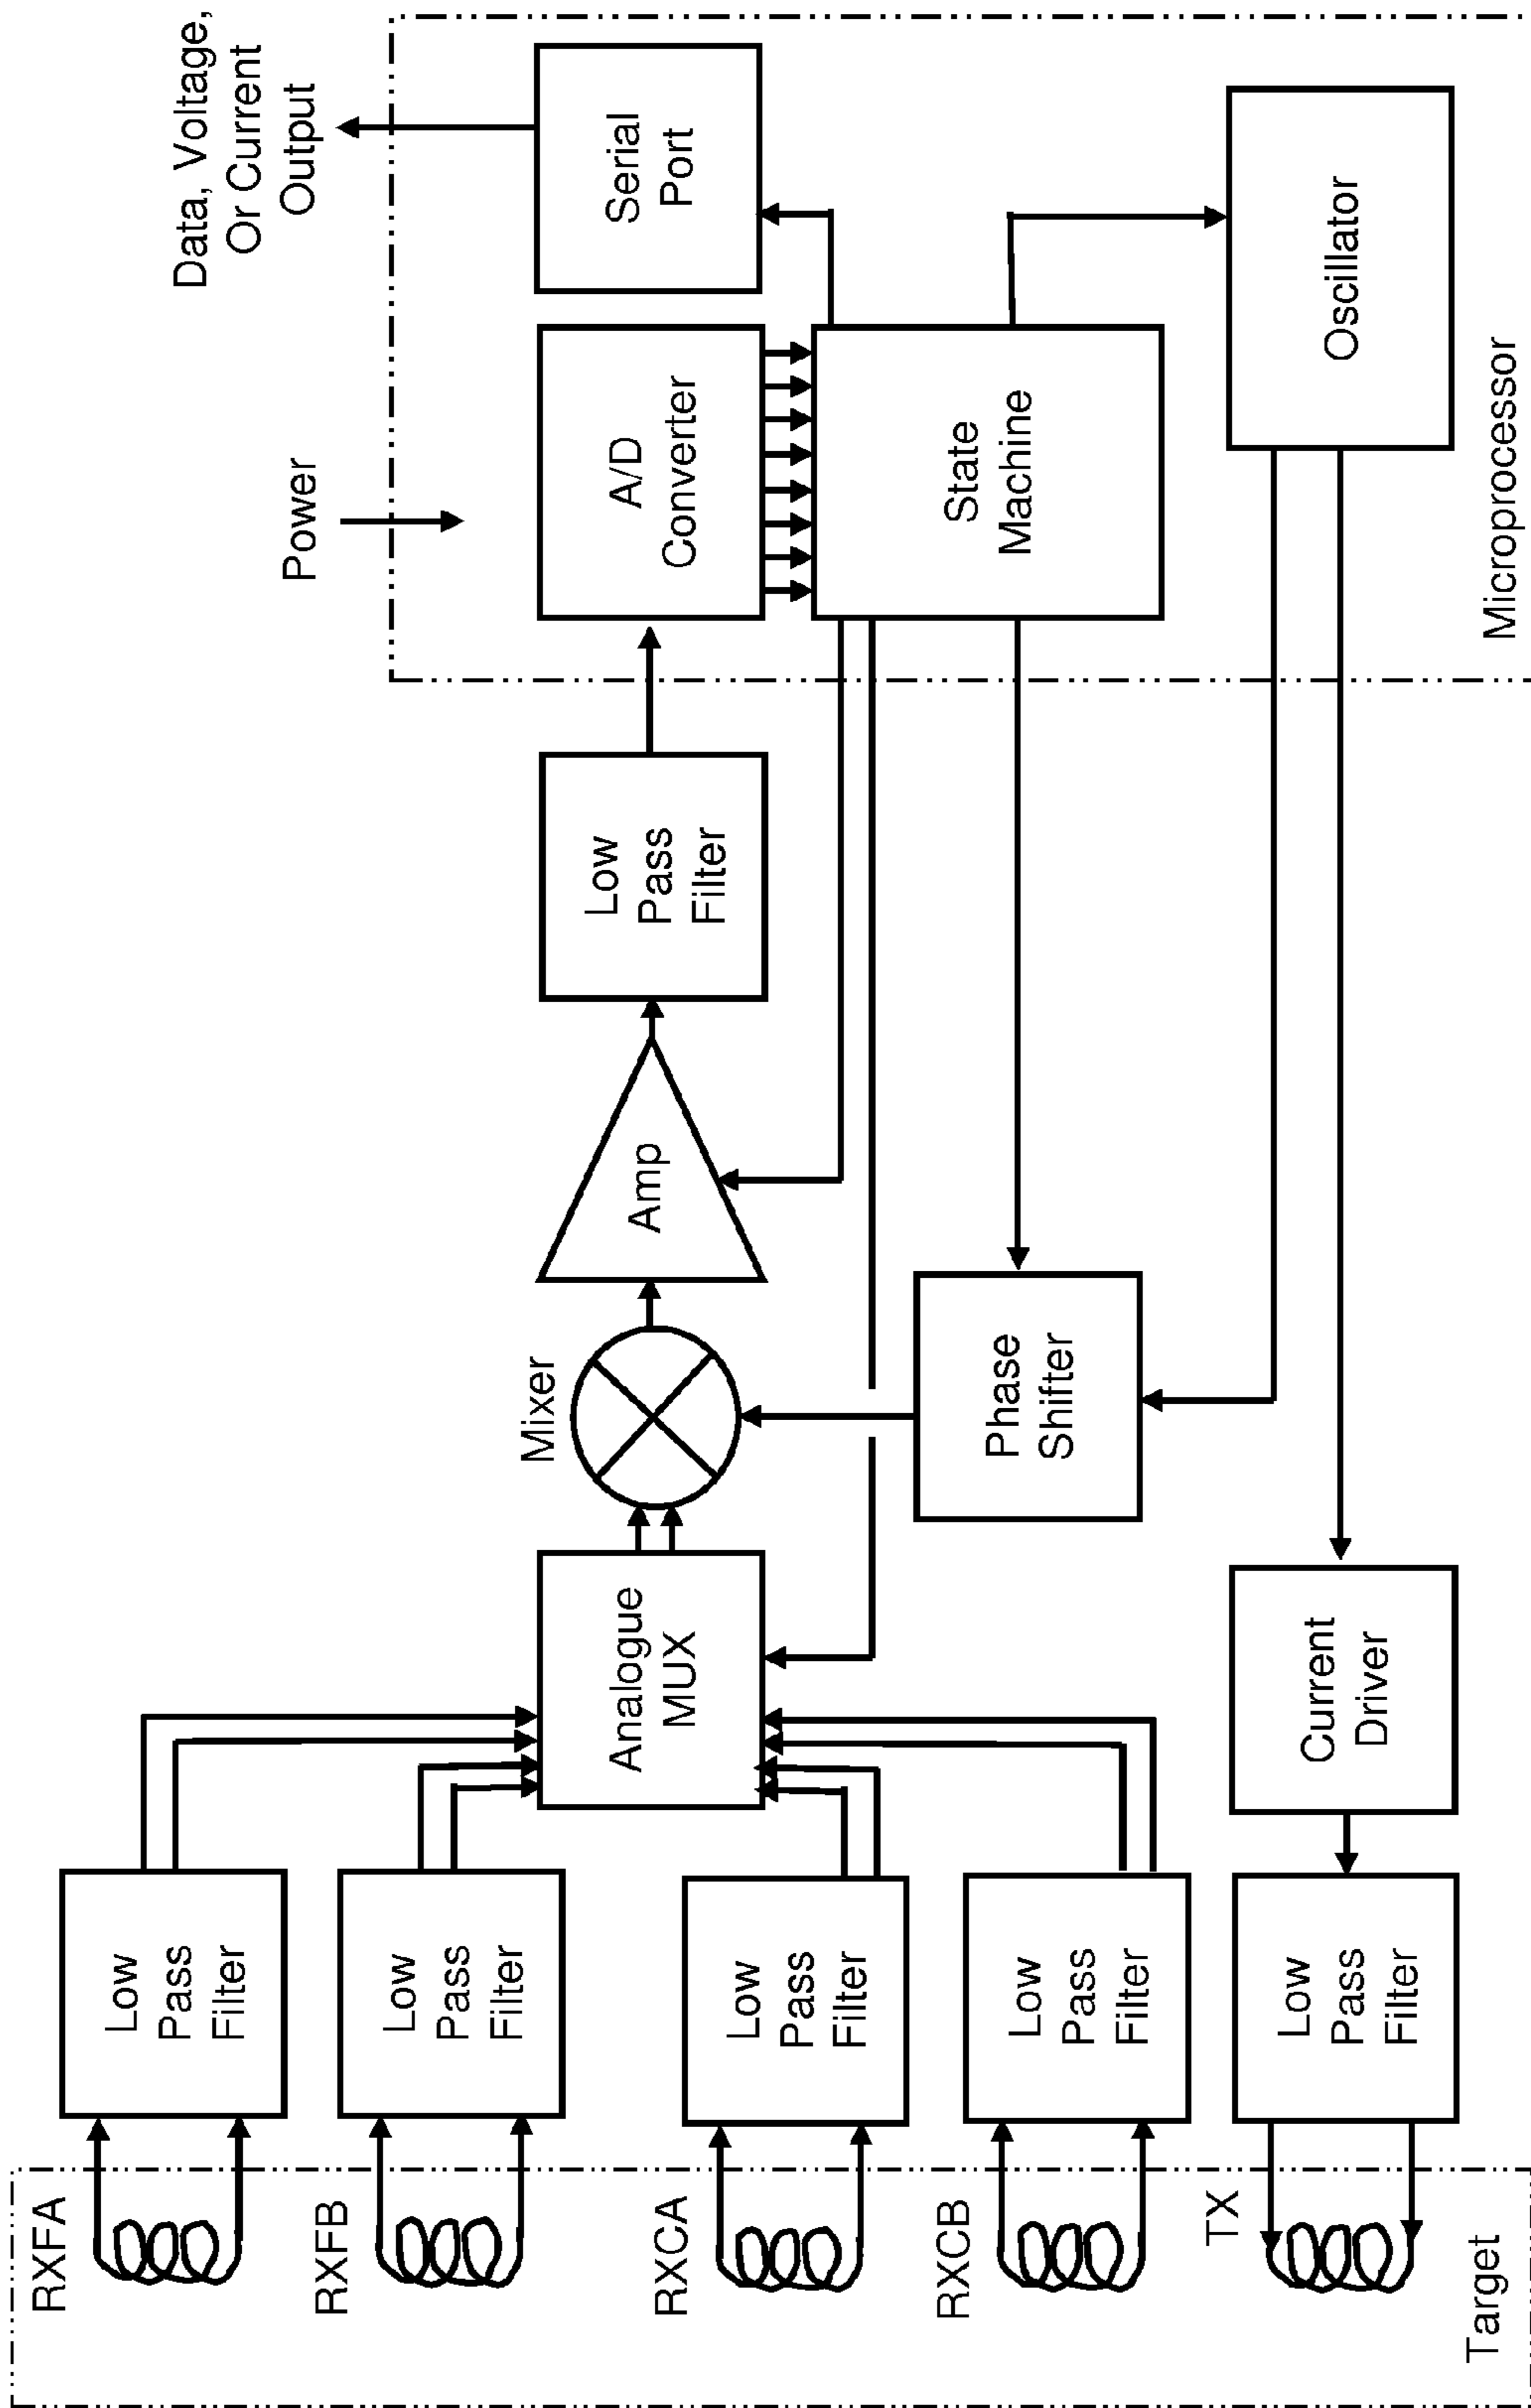 RXFA
Low
Pass
Filter
RXFB
Low
Pass
Filter
RXCA
Low
Pass
Filter
RXCB
Low
Pass
Filter
TX
Low
Pass
Filter
Target
Analogue
MUX
Current
Driver
Mixer
Phase
Shifter
Amp
Low
Pass
Filter
Power
A/D
Converter
State
Machine
Data, Voltage,
Or Current
Output
Serial
Port
Oscillator
Microprocessor